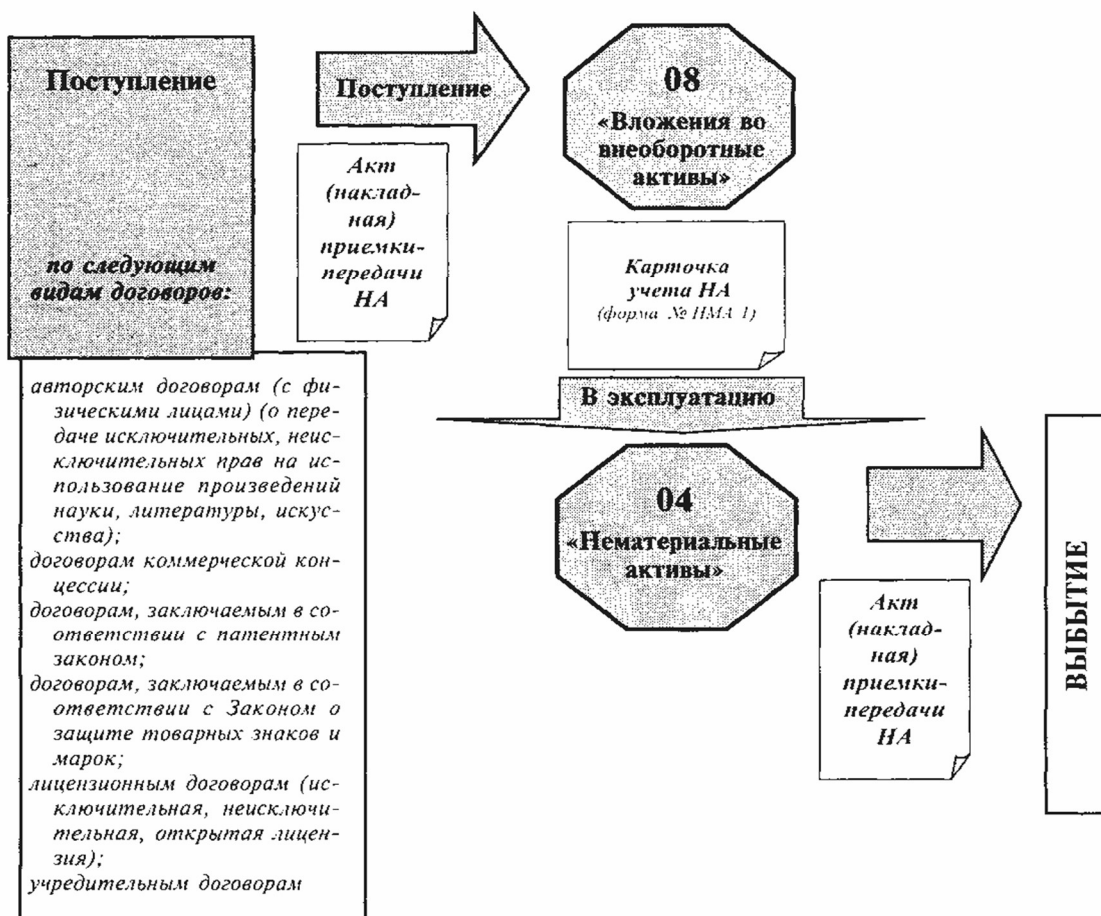 Поступление
по следующим
видам договоров:
авторским договорам (с фи-
зическими лицами) (о пере-
даче исключительных, неис-
ключительных прав на ис-
пользование произведений
науки, литературы, искус-
ства);
договорам коммерческой кон-
цессии;
договорам, заключаемым в со-
ответствии с патентным
законом;
договорам, заключаемым в со-
ответствии с Законом о
защите товарных знаков и
марок;
лицензионным договорам (ис-
ключительная, неисключи-
тельная, открытая лицен-
зия);
учредительным договорам
Поступление
Акт
(наклад-
ная)
приемки-
передачи
НА
08
«Вложения во
внеоборотные
активы»
Карточка
учета НА
(форма № НМА 1)
В эксплуатацию
04
«Нематериальные
активы»
Акт
(наклад-
ная)
приемки-
передачи
НА
ВЫБЫТИЕ